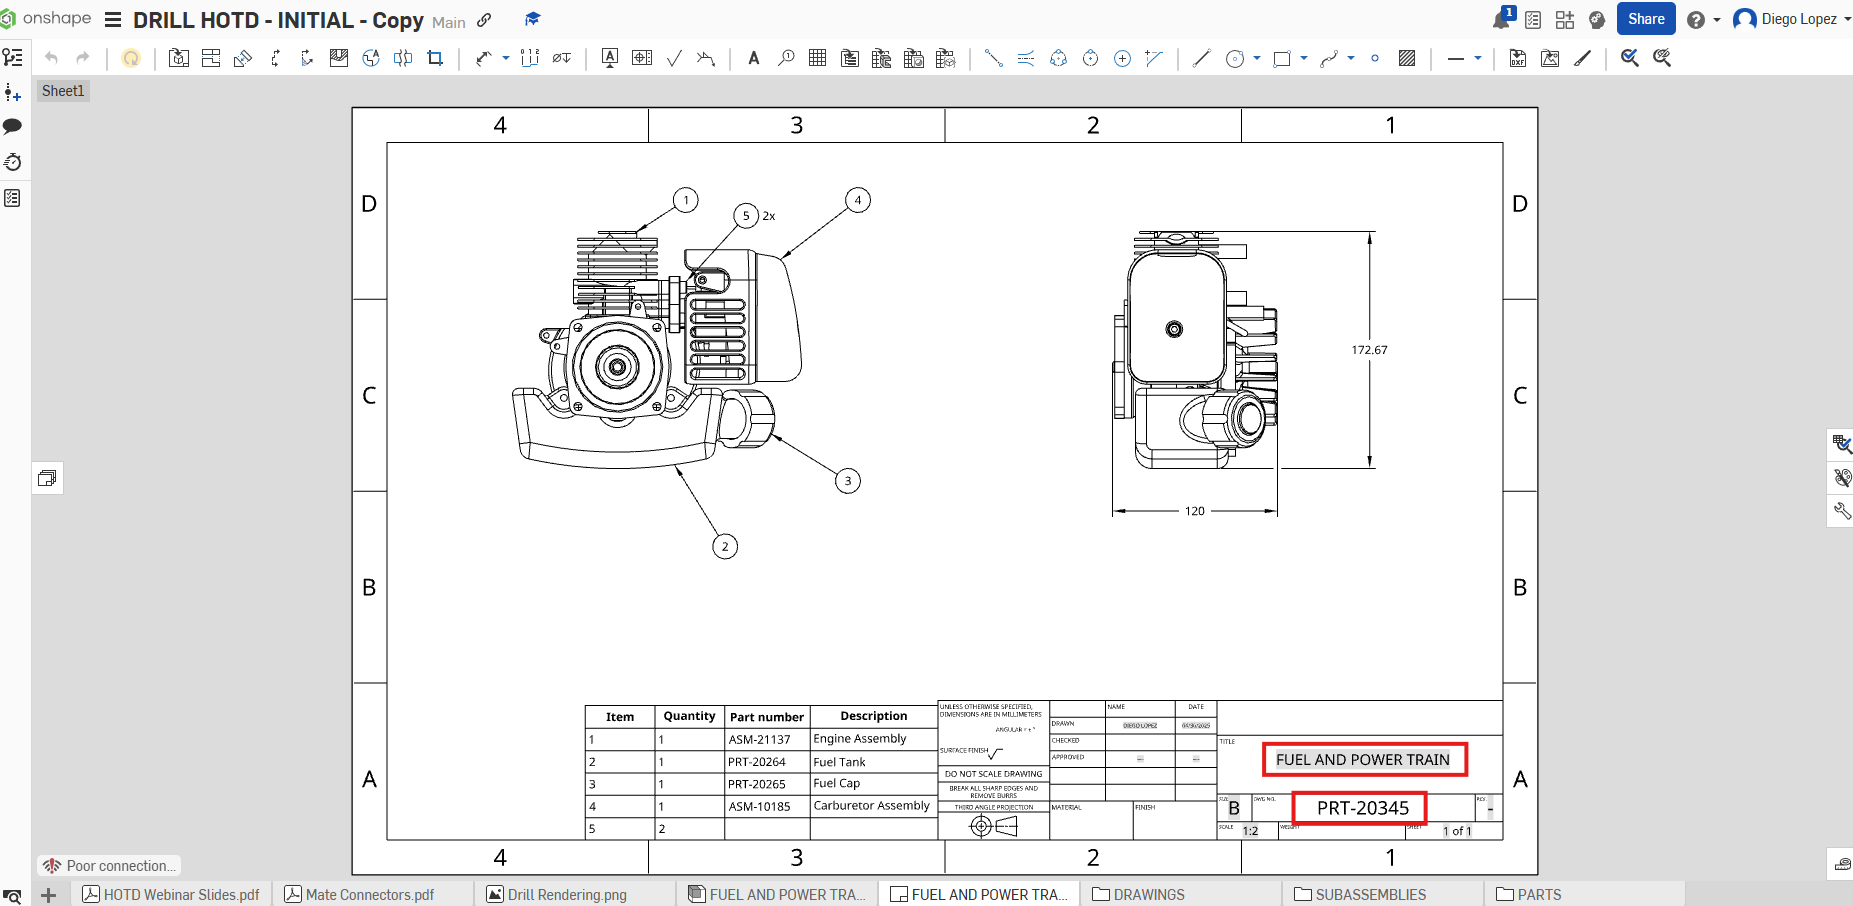 onshape
DRILL HOTD - INITIAL - Copy Main
1
Share
Diego Lopez
Sheet1
4 3 2 1
D D
C C
B B
A A
1
5 2x
4
3
2
172.67
120
Item Quantity Part number Description
1 1 ASM-21137 Engine Assembly
2 1 PRT-20264 Fuel Tank
3 1 PRT-20265 Fuel Cap
4 1 ASM-10185 Carburetor Assembly
5 2
UNLESS OTHERWISE SPECIFIED,
DIMENSIONS ARE IN MILLIMETERS
ANGULAR = ± °
SURFACE FINISH
DO NOT SCALE DRAWING
BREAK ALL SHARP EDGES AND
REMOVE BURRS
THIRD ANGLE PROJECTION
NAME DATE
DRAWN DIEGO LOPEZ 04/30/2025
CHECKED
APPROVED
MATERIAL FINISH
TITLE
FUEL AND POWER TRAIN
SIZE B DWG NO. PRT-20345 REV. -
SCALE 1:2 WEIGHT SHEET 1 of 1
4 3 2 1
Poor connection...
HOTD Webinar Slides.pdf
Mate Connectors.pdf
Drill Rendering.png
FUEL AND POWER TRA...
FUEL AND POWER TRA...
DRAWINGS
SUBASSEMBLIES
PARTS